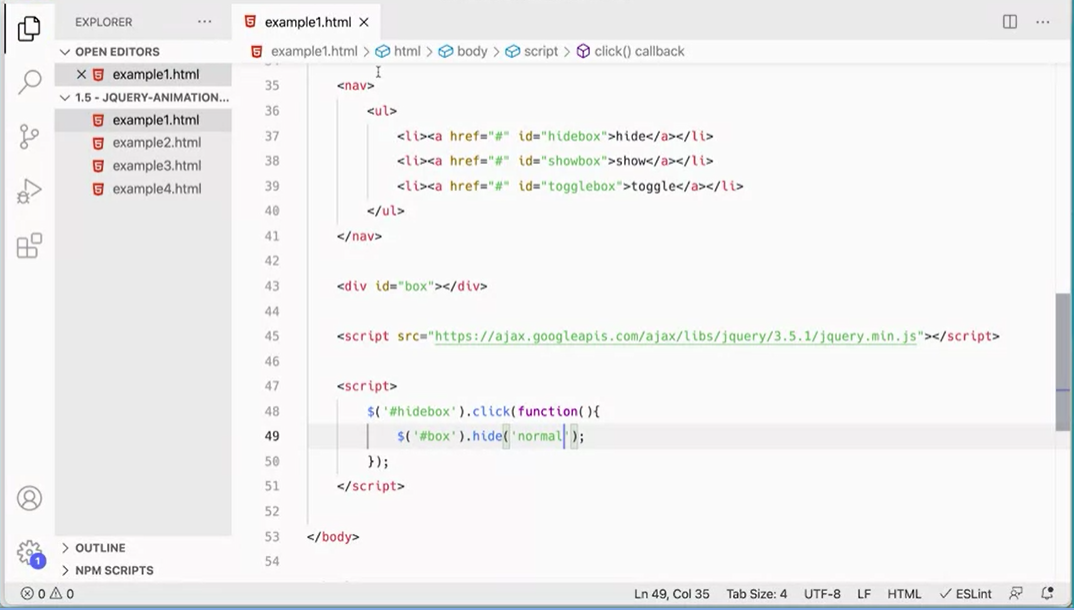 EXPLORER ···
OPEN EDITORS
example1.html
1.5 - JQUERY-ANIMATION...
example1.html
example2.html
example3.html
example4.html
OUTLINE
NPM SCRIPTS
1
example1.html
example1.html > html > body > script > click() callback
35 <nav>
36 <ul>
37 <li><a href="#" id="hidebox">hide</a></li>
38 <li><a href="#" id="showbox">show</a></li>
39 <li><a href="#" id="togglebox">toggle</a></li>
40 </ul>
41 </nav>
42
43 <div id="box"></div>
44
45 <script src="https://ajax.googleapis.com/ajax/libs/jquery/3.5.1/jquery.min.js"></script>
46
47 <script>
48 $('#hidebox').click(function(){
49 $('#box').hide('normal');
50 });
51 </script>
52
53 </body>
54
0 0 Ln 49, Col 35 Tab Size: 4 UTF-8 LF HTML ESLint